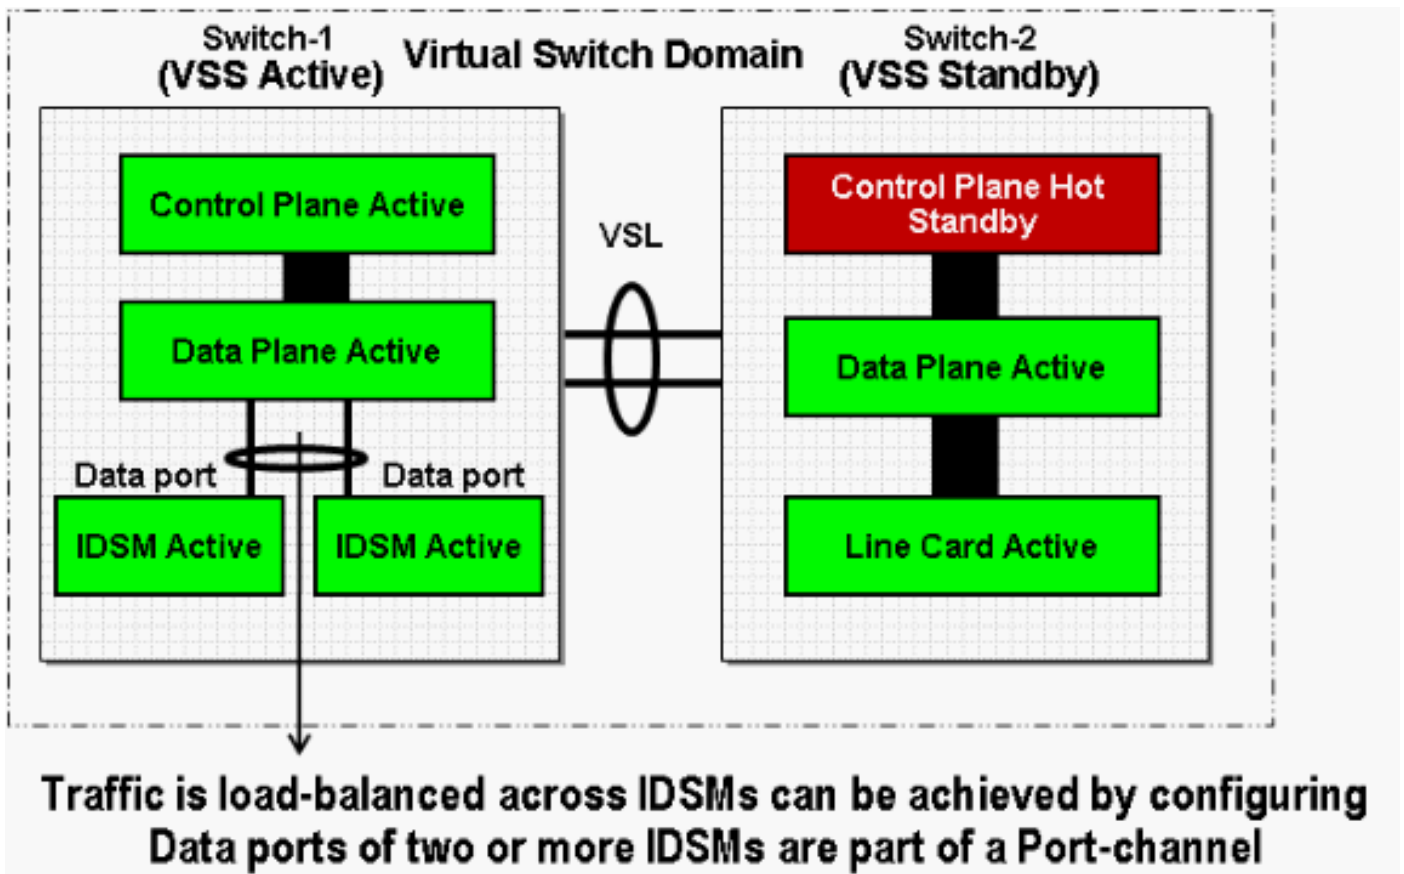 Switch-1
(VSS Active)
Virtual Switch Domain
Switch-2
(VSS Standby)
Control Plane Active
Data Plane Active
Data port
Data port
IDSM Active
IDSM Active
VSL
Control Plane Hot
Standby
Data Plane Active
Line Card Active
Traffic is load-balanced across IDSMs can be achieved by configuring
Data ports of two or more IDSMs are part of a Port-channel